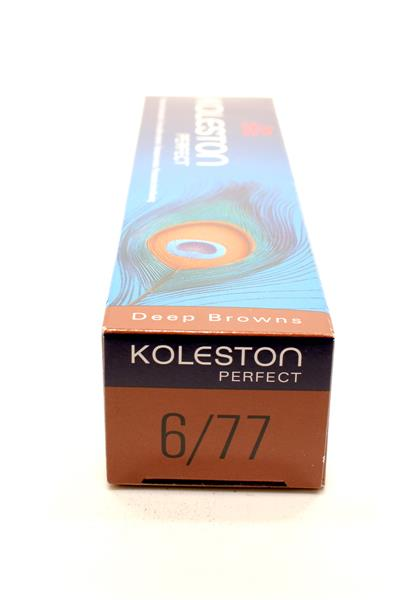 KOLESTON
PERFECT
Deep Browns
KOLESTON
PERFECT
6/77